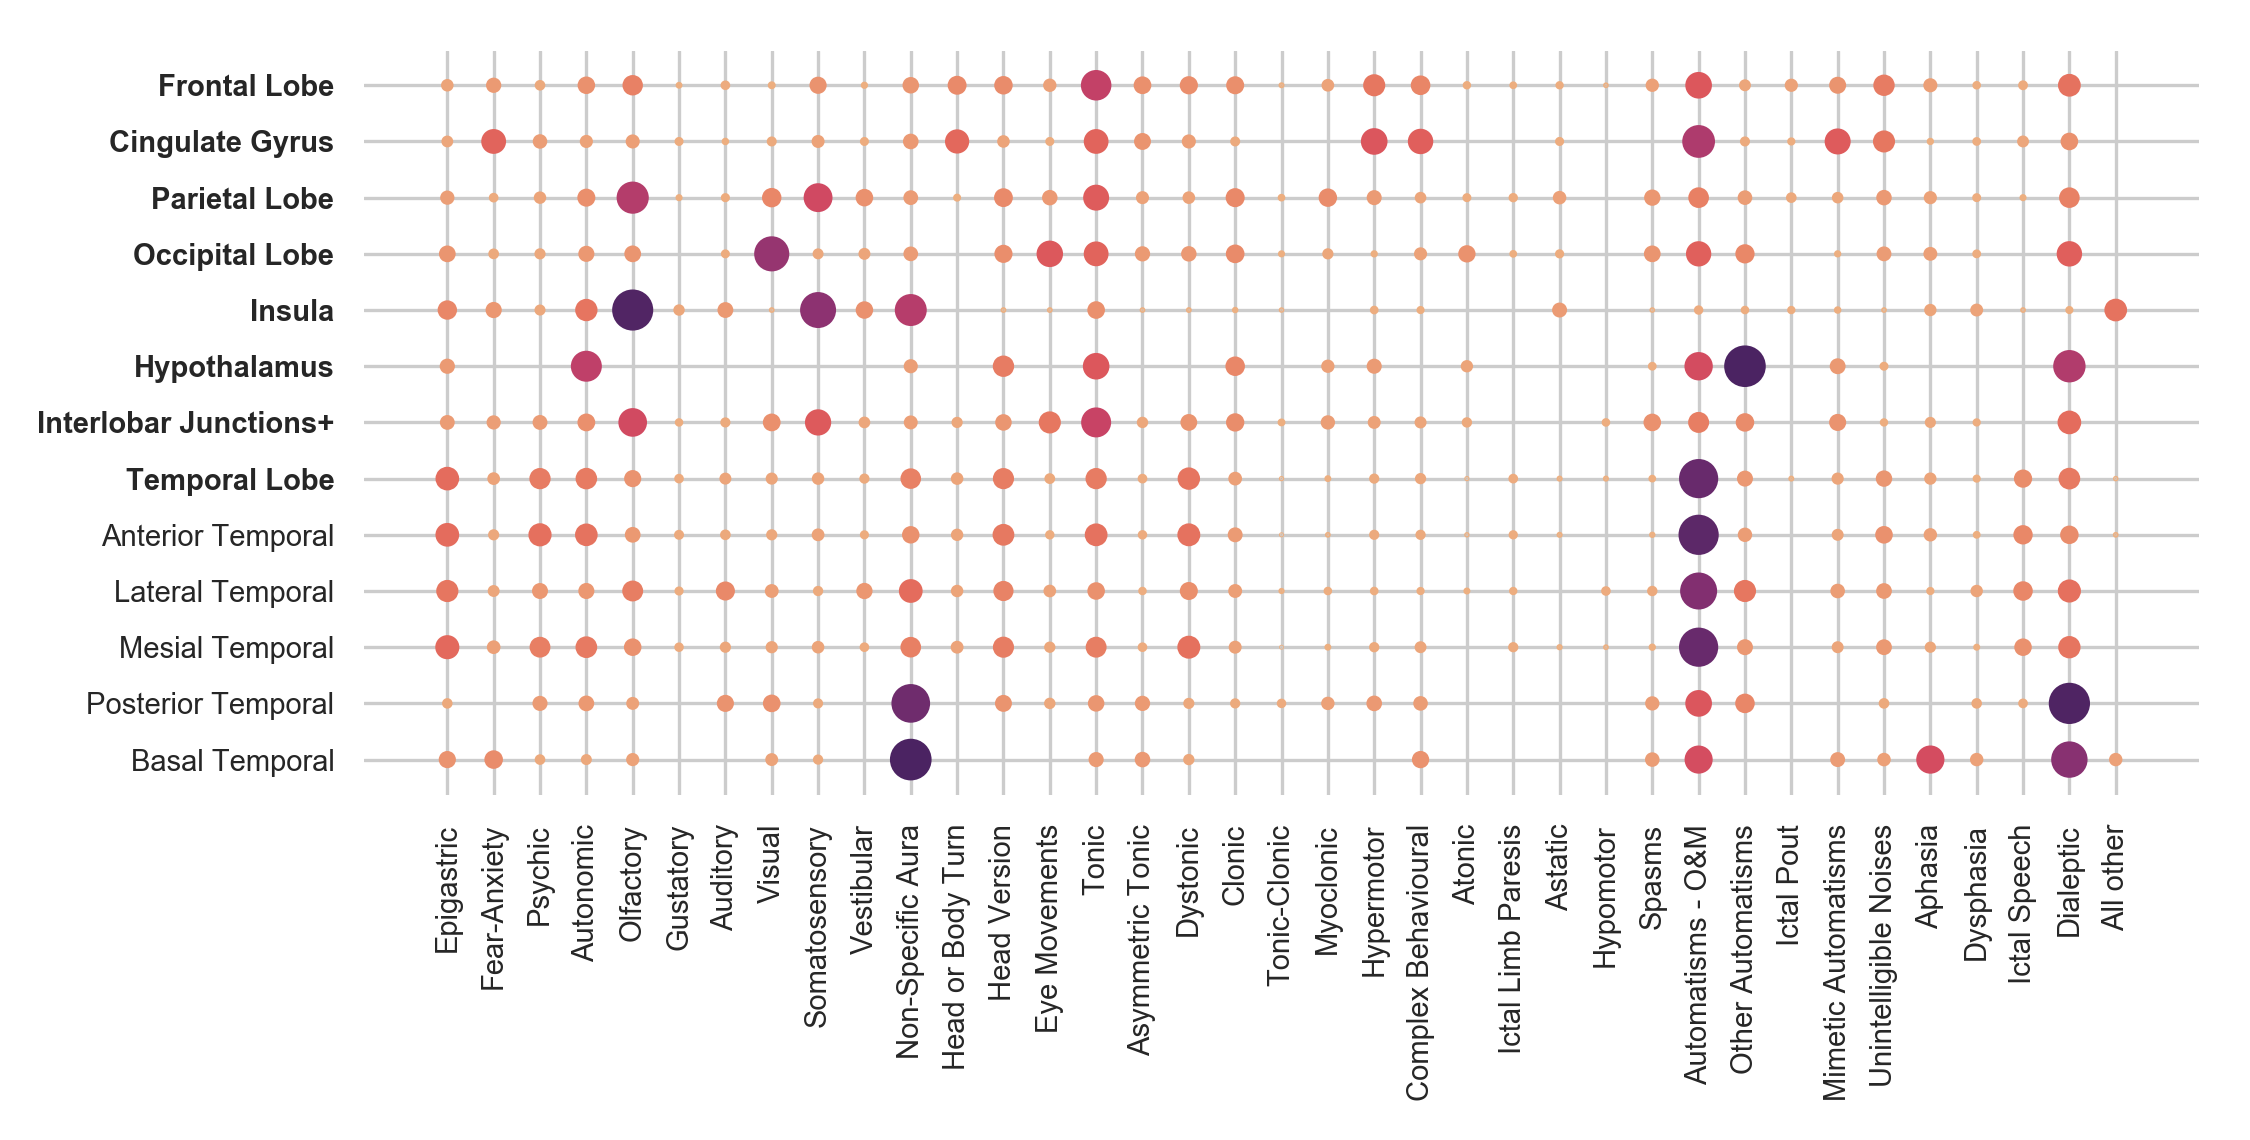 Frontal Lobe
Cingulate Gyrus
Parietal Lobe
Occipital Lobe
Insula
Hypothalamus
Interlobar Junctions+
Temporal Lobe
Anterior Temporal
Lateral Temporal
Mesial Temporal
Posterior Temporal
Basal Temporal
Epigastric
Fear-Anxiety
Psychic
Autonomic
Olfactory
Gustatory
Auditory
Visual
Somatosensory
Vestibular
Non-Specific Aura
Head or Body Turn
Head Version
Eye Movements
Tonic
Asymmetric Tonic
Dystonic
Clonic
Tonic-Clonic
Myoclonic
Hypermotor
Complex Behavioural
Atonic
Ictal Limb Paresis
Astatic
Hypomotor
Spasms
Automatisms - O&M
Other Automatisms
Ictal Pout
Mimetic Automatisms
Unintelligible Noises
Aphasia
Dysphasia
Ictal Speech
Dialeptic
All other